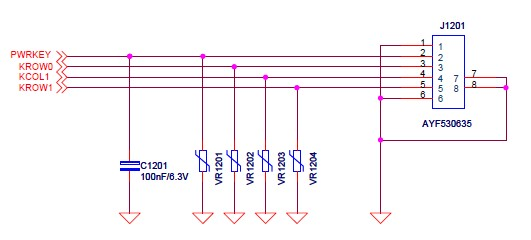 J1201
PWRKEY
KROW0
KCOL1
KROW1
1
2
3
4
5
6
1
2
3
4 7
5 8
6
7
8
AYF530635
C1201
100nF/6.3V
VR1201
VR1202
VR1203
VR1204